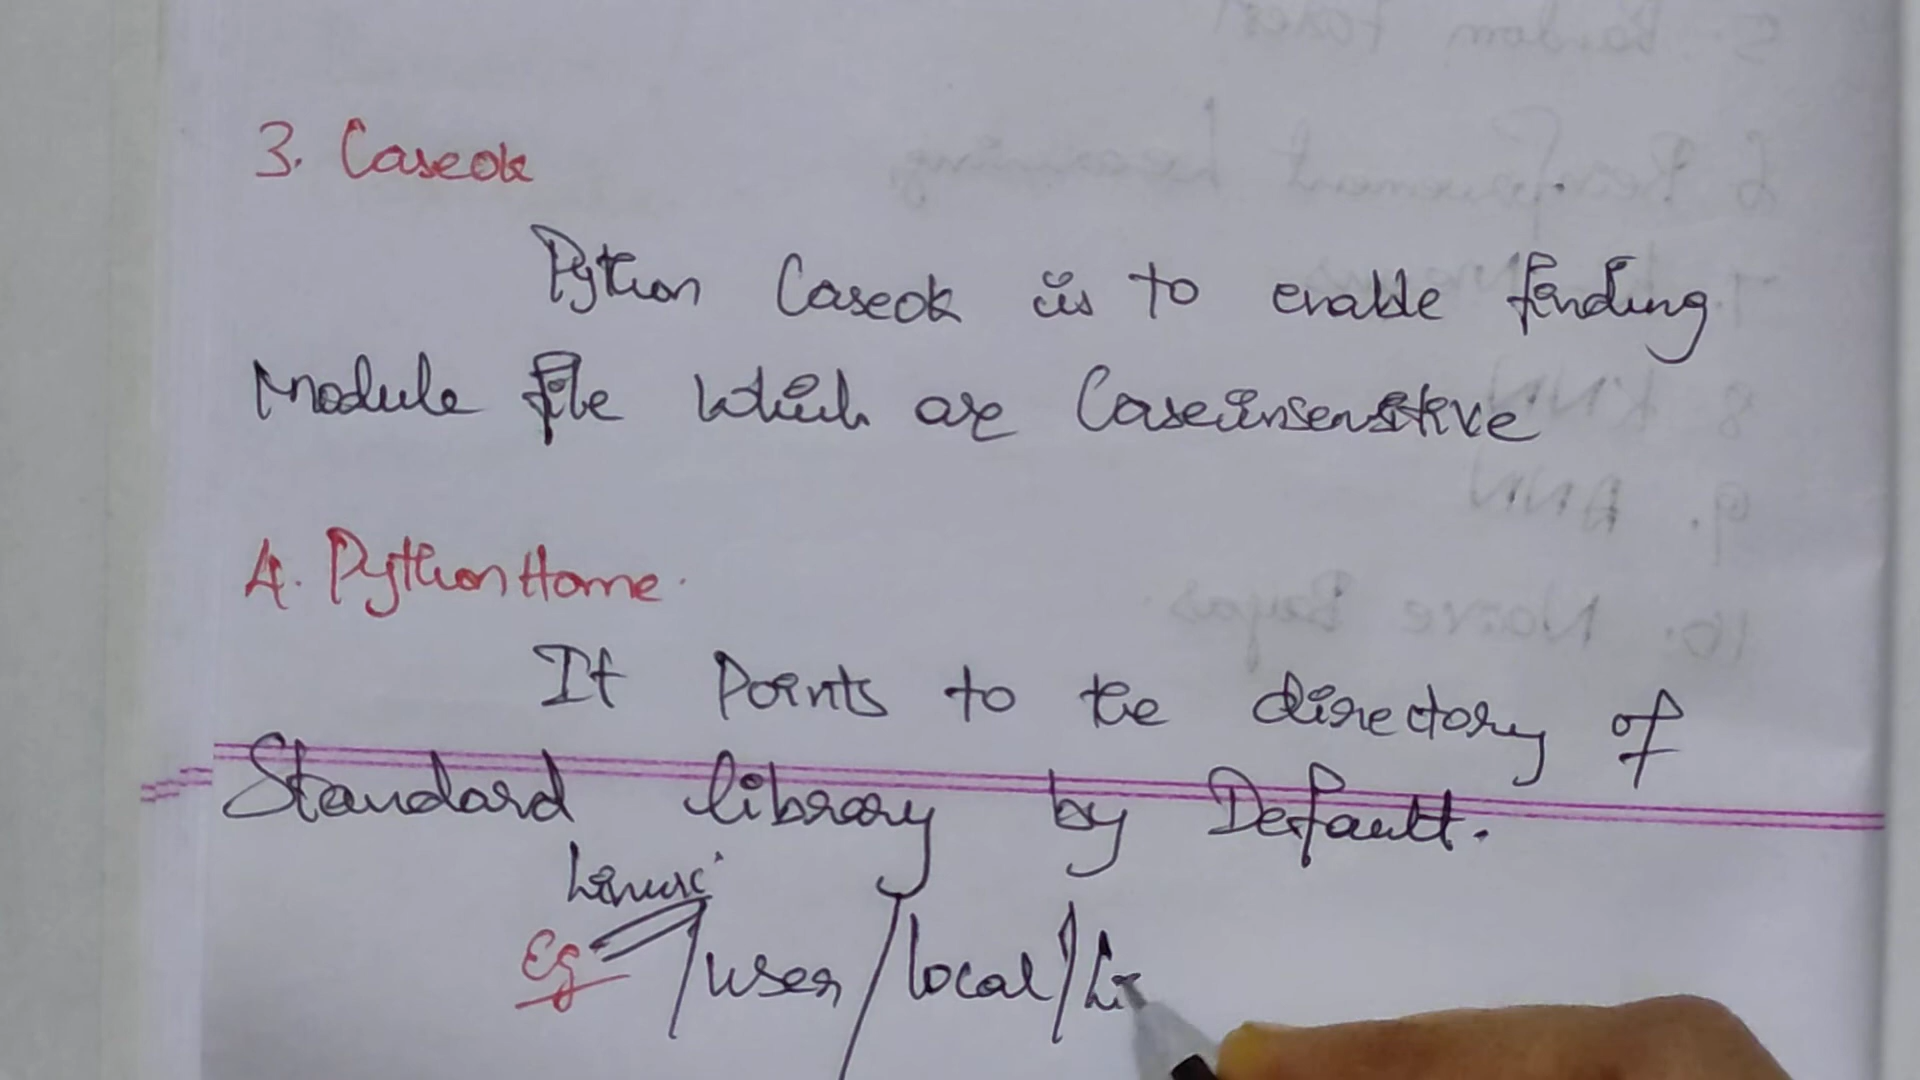 3. Caseok
Python Caseok is to enable finding
Module file which are Caseinsensitive
4. Python Home.
It Points to the directory of
Standard library by Default.
Linux
Eg /user/local/Li